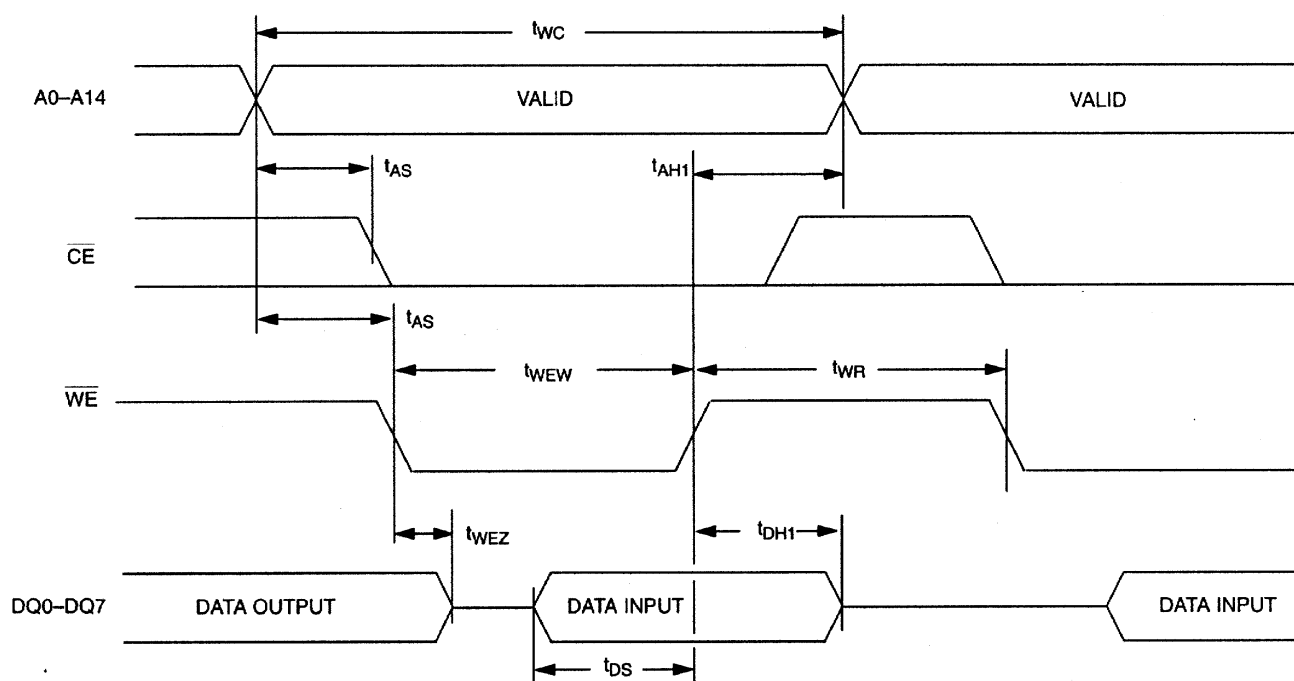 tWC
A0–A14
VALID
VALID
tAS
tAH1
CE
tAS
tWEW
tWR
WE
tWEZ
tDH1
DQ0–DQ7
DATA OUTPUT
DATA INPUT
DATA INPUT
tDS